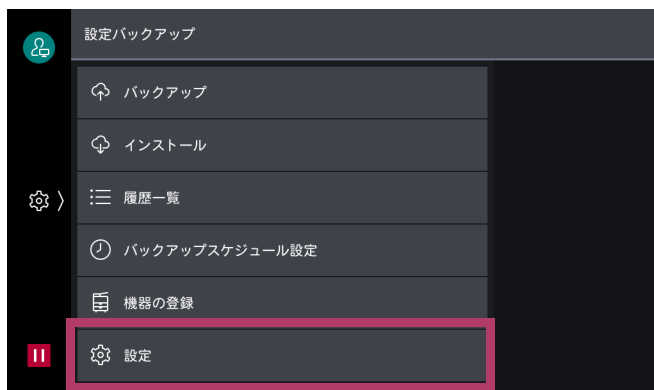 設定バックアップ
バックアップ
インストール
履歴一覧
バックアップスケジュール設定
機器の登録
設定